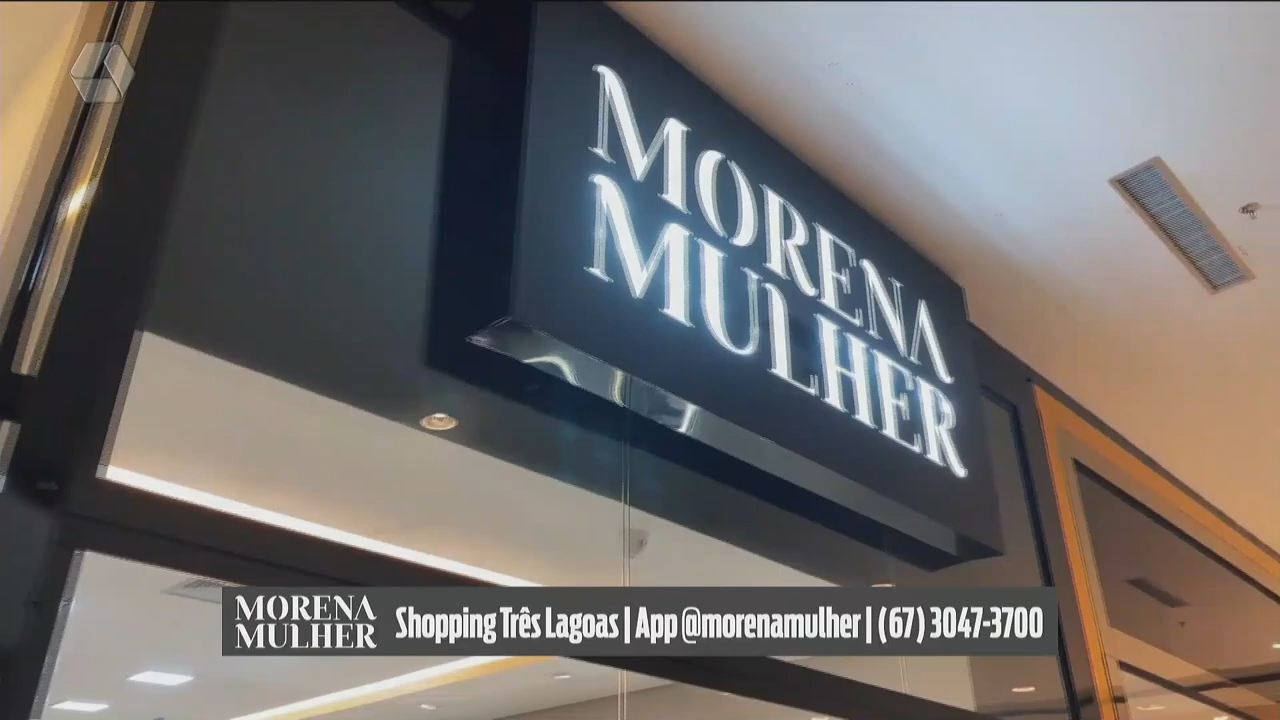 MORENA
MULHER
MORENA
MULHER
Shopping Três Lagoas | App @morenamulher | (67) 3047-3700